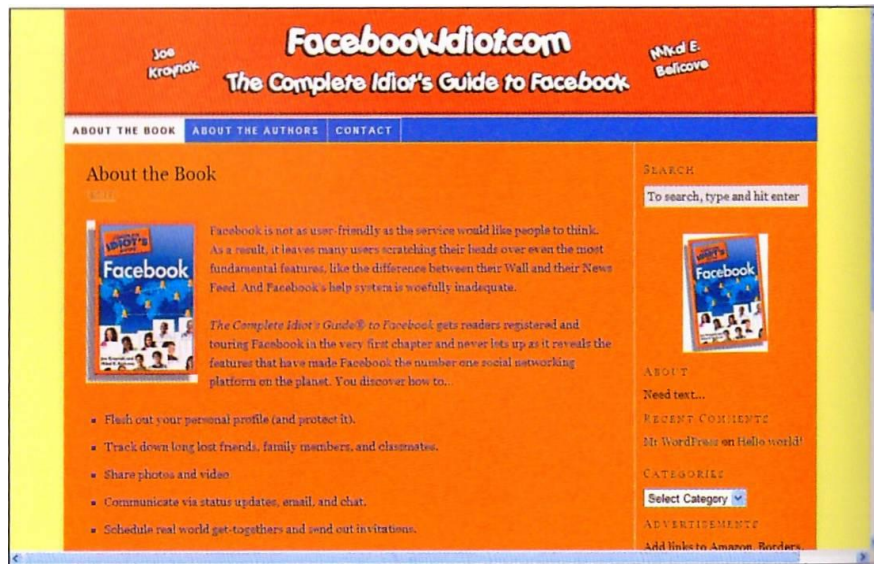 FacebookIdiot.com
Joe
Kraynak
Mikal E.
Belicove
The Complete Idiot's Guide to Facebook
ABOUT THE BOOK
ABOUT THE AUTHORS
CONTACT
About the Book
Facebook is not as user-friendly as the service would like people to think.
As a result, it leaves many users scratching their heads over even the most
fundamental features, like the difference between their Wall and their News
Feed. And Facebook's help system is woefully inadequate.
The Complete Idiot's Guide® to Facebook gets readers registered and
touring Facebook in the very first chapter and never lets up as it reveals the
features that have made Facebook the number one social networking
platform on the planet. You discover how to...
Flesh out your personal profile (and protect it).
Track down long lost friends, family members, and classmates.
Share photos and video
Communicate via status updates, email, and chat.
Schedule real world get-togethers and send out invitations.
IDIOT'S
Facebook
SEARCH
To search, type and hit enter
IDIOT'S
Facebook
ABOUT
Need text...
RECENT COMMENTS
Mr WordPress on Hello world!
CATEGORIES
Select Category
ADVERTISEMENTS
Add links to Amazon, Borders,